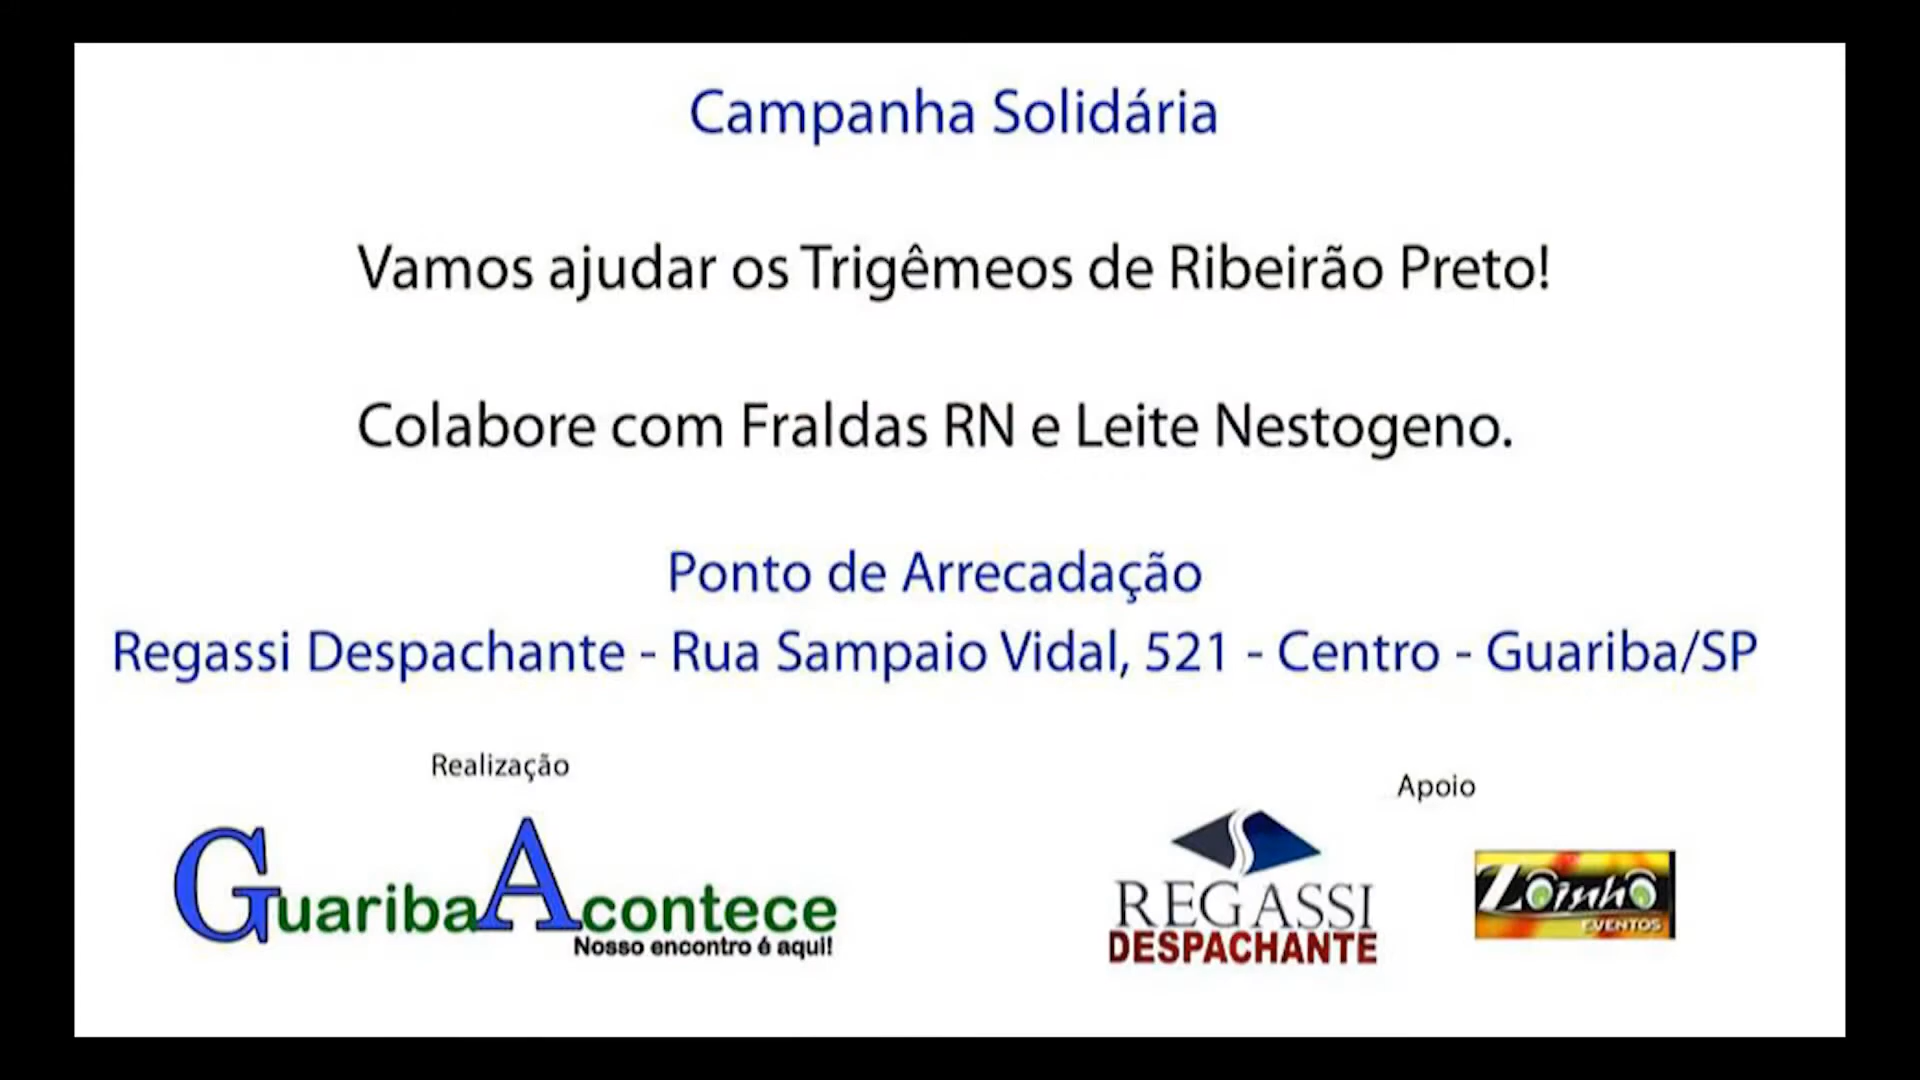 Campanha Solidária
Vamos ajudar os Trigêmeos de Ribeirão Preto!
Colabore com Fraldas RN e Leite Nestogeno.
Ponto de Arrecadação
Regassi Despachante - Rua Sampaio Vidal, 521 - Centro - Guariba/SP
Realização
Apoio
GuaribaAcontece
Nosso encontro é aqui!
REGASSI
DESPACHANTE
Zoinho
EVENTOS